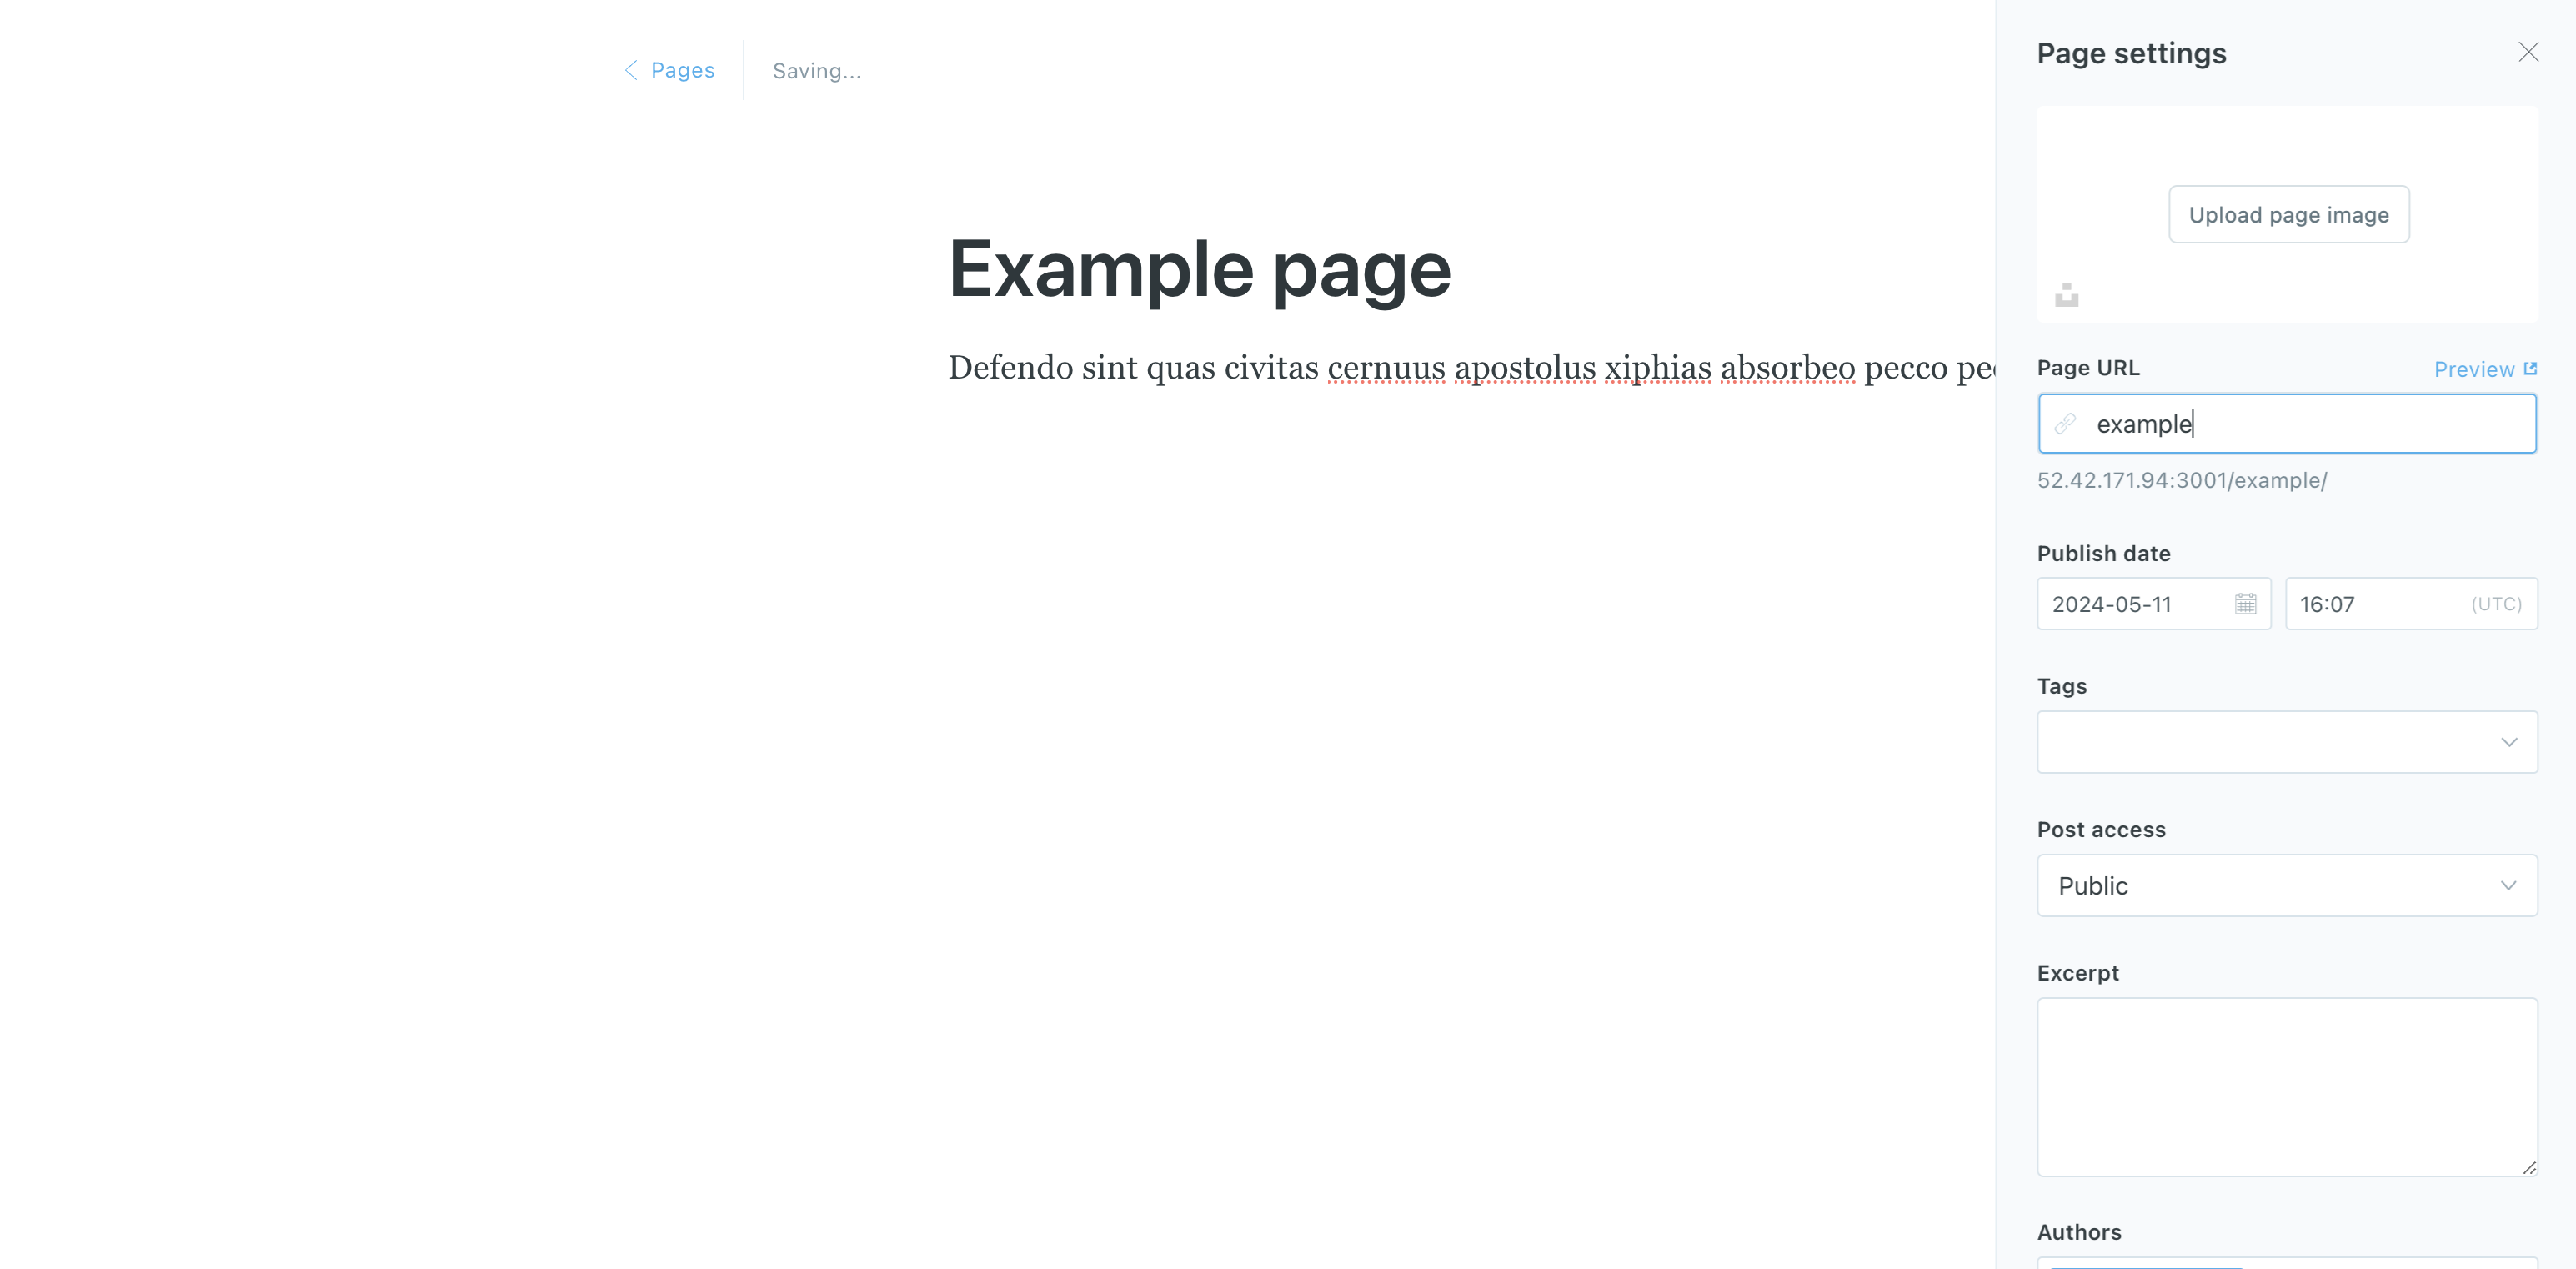 Pages
Saving...
Example page
Defendo sint quas civitas cernuus apostolus xiphias absorbeo pecco
Page settings
Upload page image
Page URL
Preview
example
52.42.171.94:3001/example/
Publish date
2024-05-11
16:07
(UTC)
Tags
Post access
Public
Excerpt
Authors